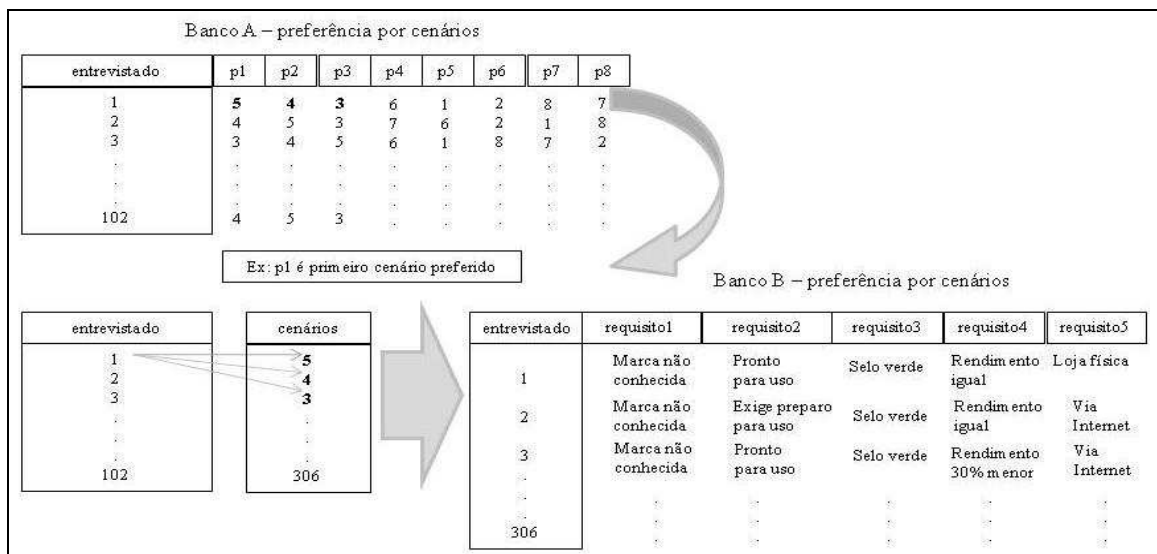 Banco A – preferência por cenários
entrevistado p1 p2 p3 p4 p5 p6 p7 p8
1 5 4 3 6 1 2 8 7
2 4 5 3 7 6 2 1 8
3 3 4 5 6 1 8 7 2
. . . . . . . . .
. . . . . . . . .
. . . . . . . . .
102 4 5 3 . . . . .
Ex: p1 é primeiro cenário preferido
Banco B – preferência por cenários
entrevistado
1
2
3
.
.
.
102
cenários
5
4
3
.
.
.
306
entrevistado requisito1 requisito2 requisito3 requisito4 requisito5
1 Marca não conhecida Pronto para uso Selo verde Rendimento igual Loja física
2 Marca não conhecida Exige preparo para uso Selo verde Rendimento igual Via Internet
3 Marca não conhecida Pronto para uso Selo verde Rendimento 30% menor Via Internet
. . . . . .
. . . . . .
. . . . . .
306